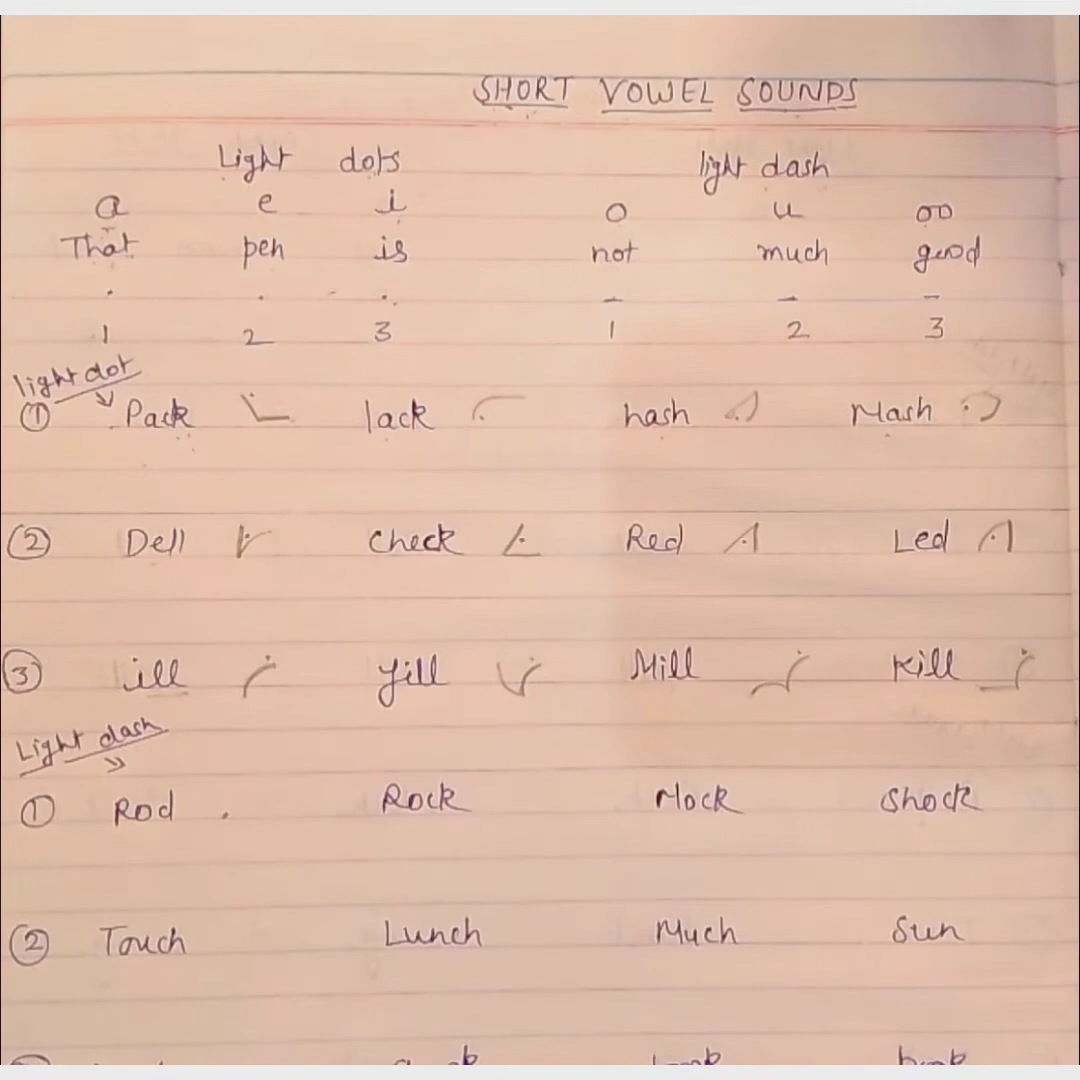 SHORT VOWEL SOUNDS
Light dots light dash
a e i o u oo
That pen is not much good
1 2 3 1 2 3
light dot
① Pack lack hash Mash
② Dell Check Red Led
③ ill Jill Mill Kill
Light dash
① Rod Rock Mock Shock
② Touch Lunch Much Sun